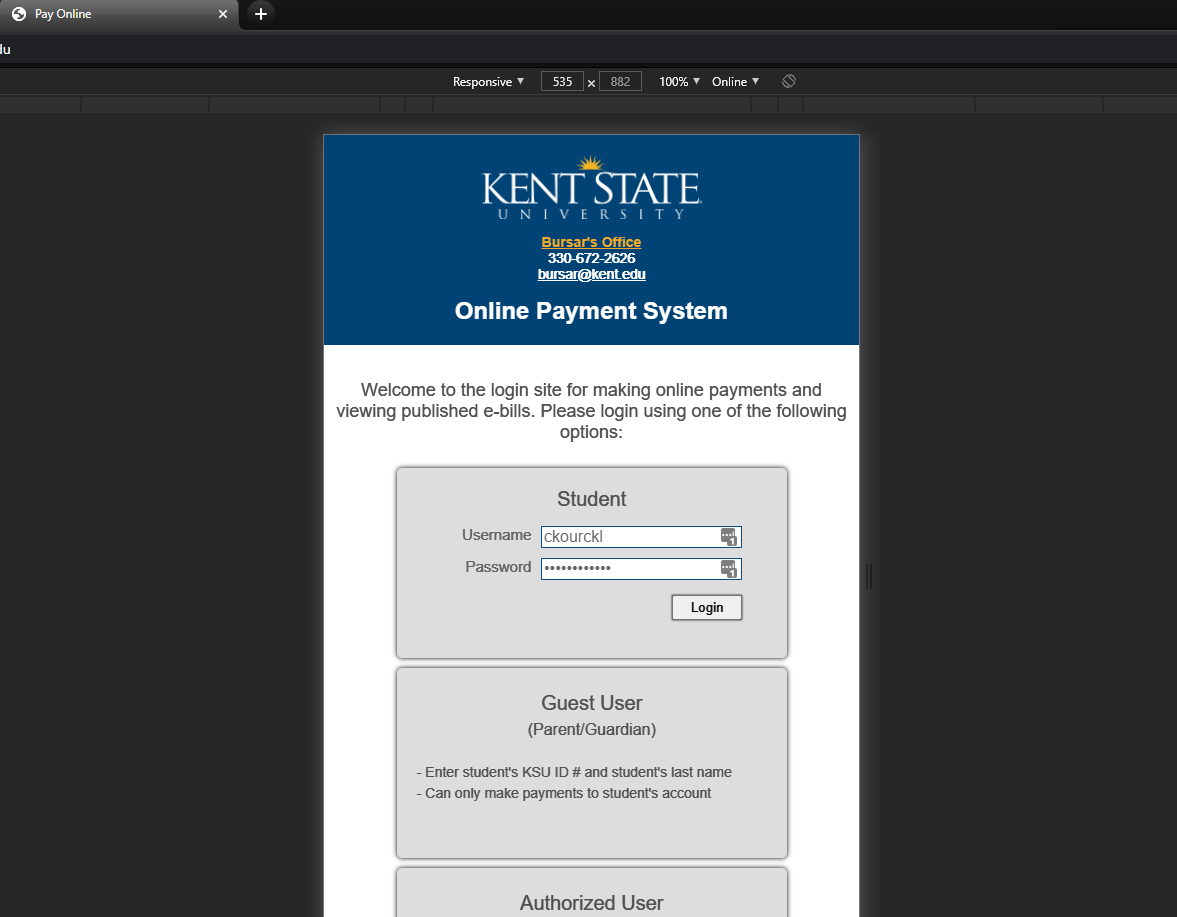 Pay Online
du
Responsive 535 x 882 100% Online
KENT STATE
UNIVERSITY
Bursar's Office
330-672-2626
bursar@kent.edu
Online Payment System
Welcome to the login site for making online payments and
viewing published e-bills. Please login using one of the following
options:
Student
Username ckourckl
Password ••••••••••••
Login
Guest User
(Parent/Guardian)
- Enter student's KSU ID # and student's last name
- Can only make payments to student's account
Authorized User